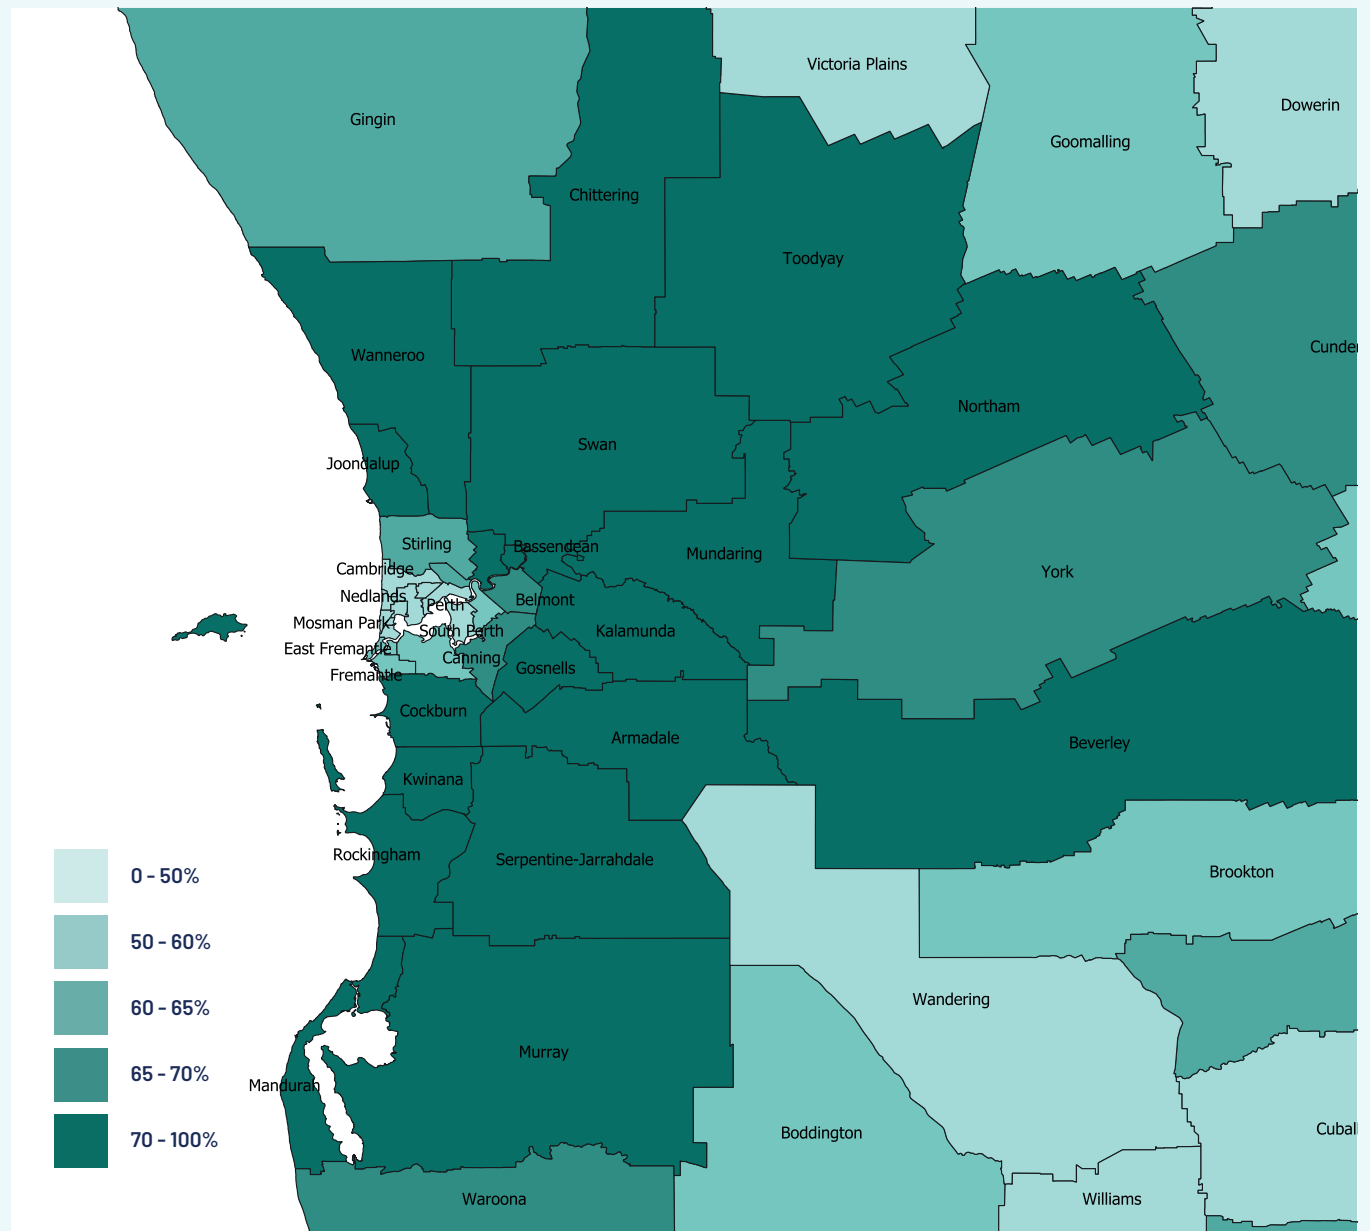 Victoria Plains
Dowerin
Gingin
Goomalling
Chittering
Toodyay
Cunder
Wanneroo
Northam
Swan
Joondalup
Stirling
Bassendean
Mundaring
Cambridge
York
Nedlands
Belmont
Perth
Mosman Park
South Perth
Kalamunda
East Fremantle
Canning
Gosnells
Fremantle
Cockburn
Armadale
Beverley
Kwinana
Rockingham
Serpentine-Jarrahdale
Brookton
0 - 50%
50 - 60%
Wandering
60 - 65%
Murray
65 - 70%
Mandurah
Cubal
Boddington
70 - 100%
Waroona
Williams